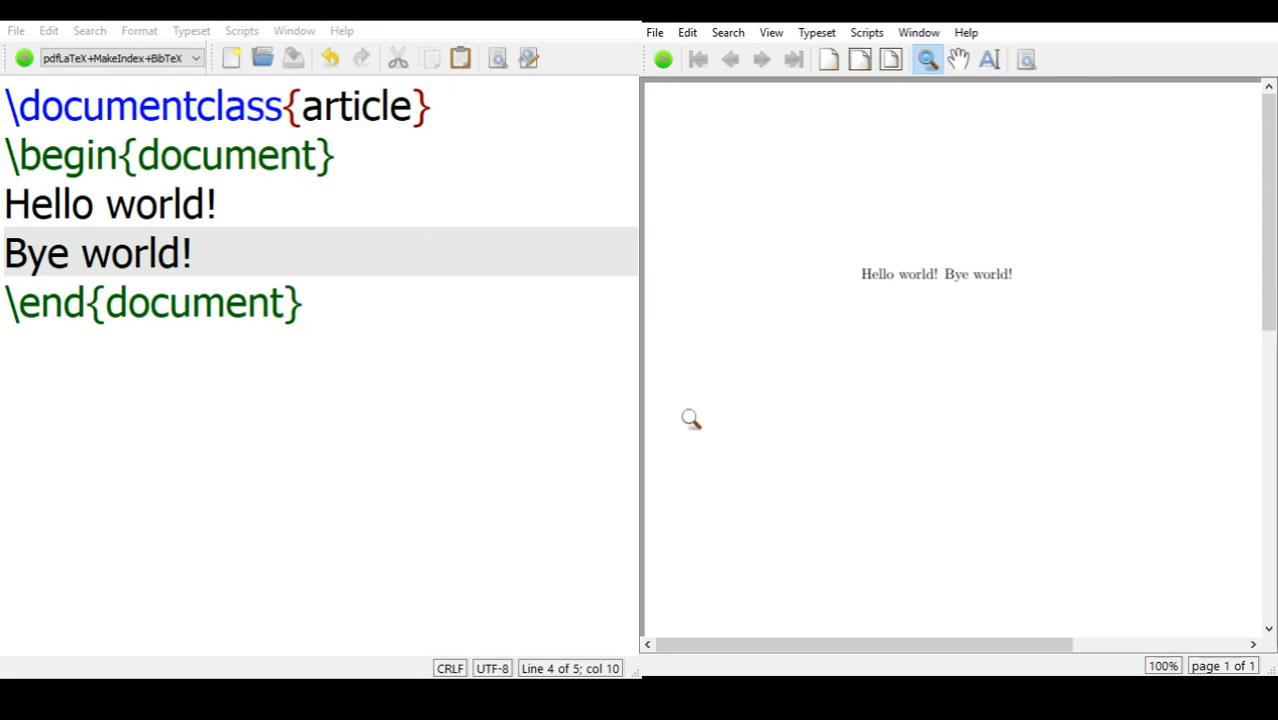 File Edit Search Format Typeset Scripts Window Help
pdfLaTeX+MakeIndex+BibTeX
\documentclass{article}
\begin{document}
Hello world!
Bye world!
\end{document}
CRLF UTF-8 Line 4 of 5; col 10
File Edit Search View Typeset Scripts Window Help
Hello world! Bye world!
100% page 1 of 1